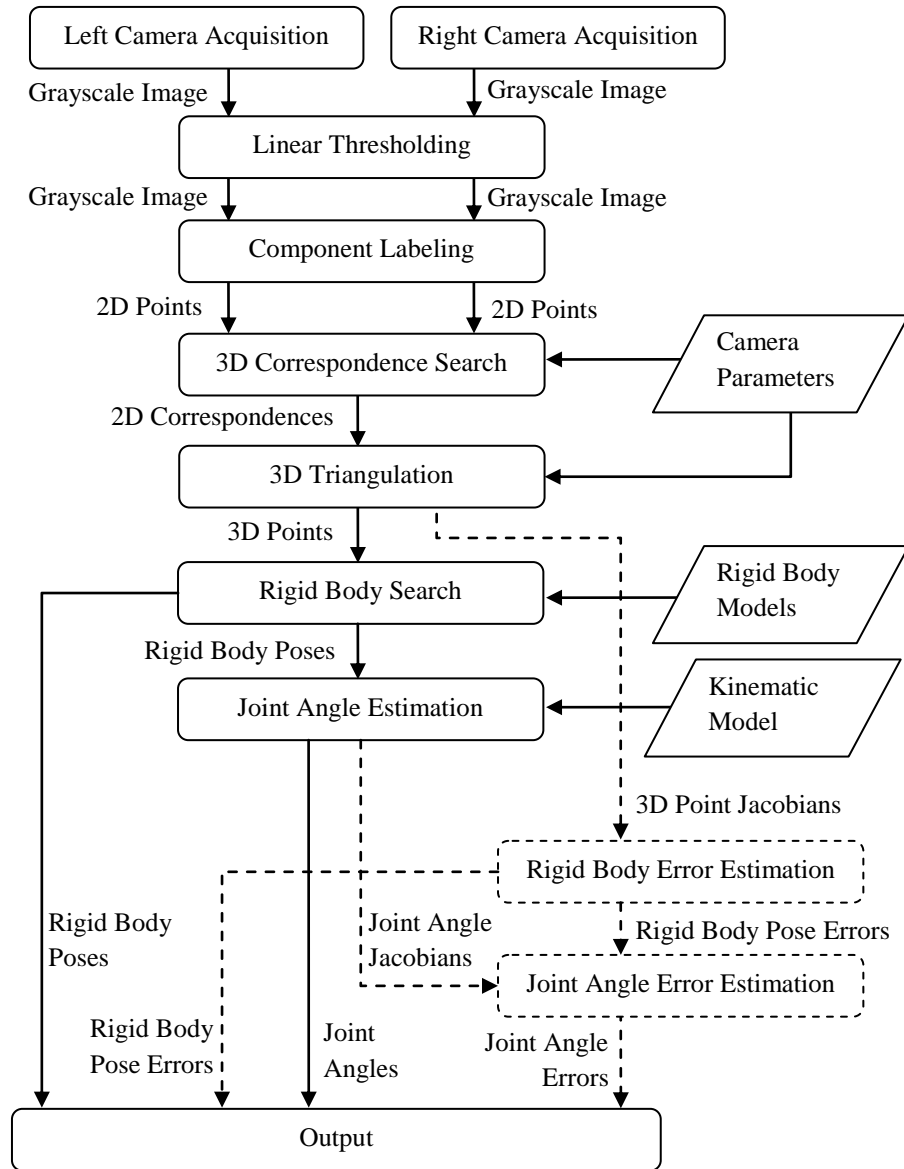 Left Camera Acquisition
Right Camera Acquisition
Grayscale Image
Grayscale Image
Linear Thresholding
Grayscale Image
Grayscale Image
Component Labeling
2D Points
2D Points
3D Correspondence Search
Camera
Parameters
2D Correspondences
3D Triangulation
3D Points
Rigid Body Search
Rigid Body
Models
Rigid Body Poses
Joint Angle Estimation
Kinematic
Model
3D Point Jacobians
Rigid Body Error Estimation
Rigid Body
Poses
Joint Angle
Jacobians
Rigid Body Pose Errors
Joint Angle Error Estimation
Rigid Body
Pose Errors
Joint
Angles
Joint Angle
Errors
Output